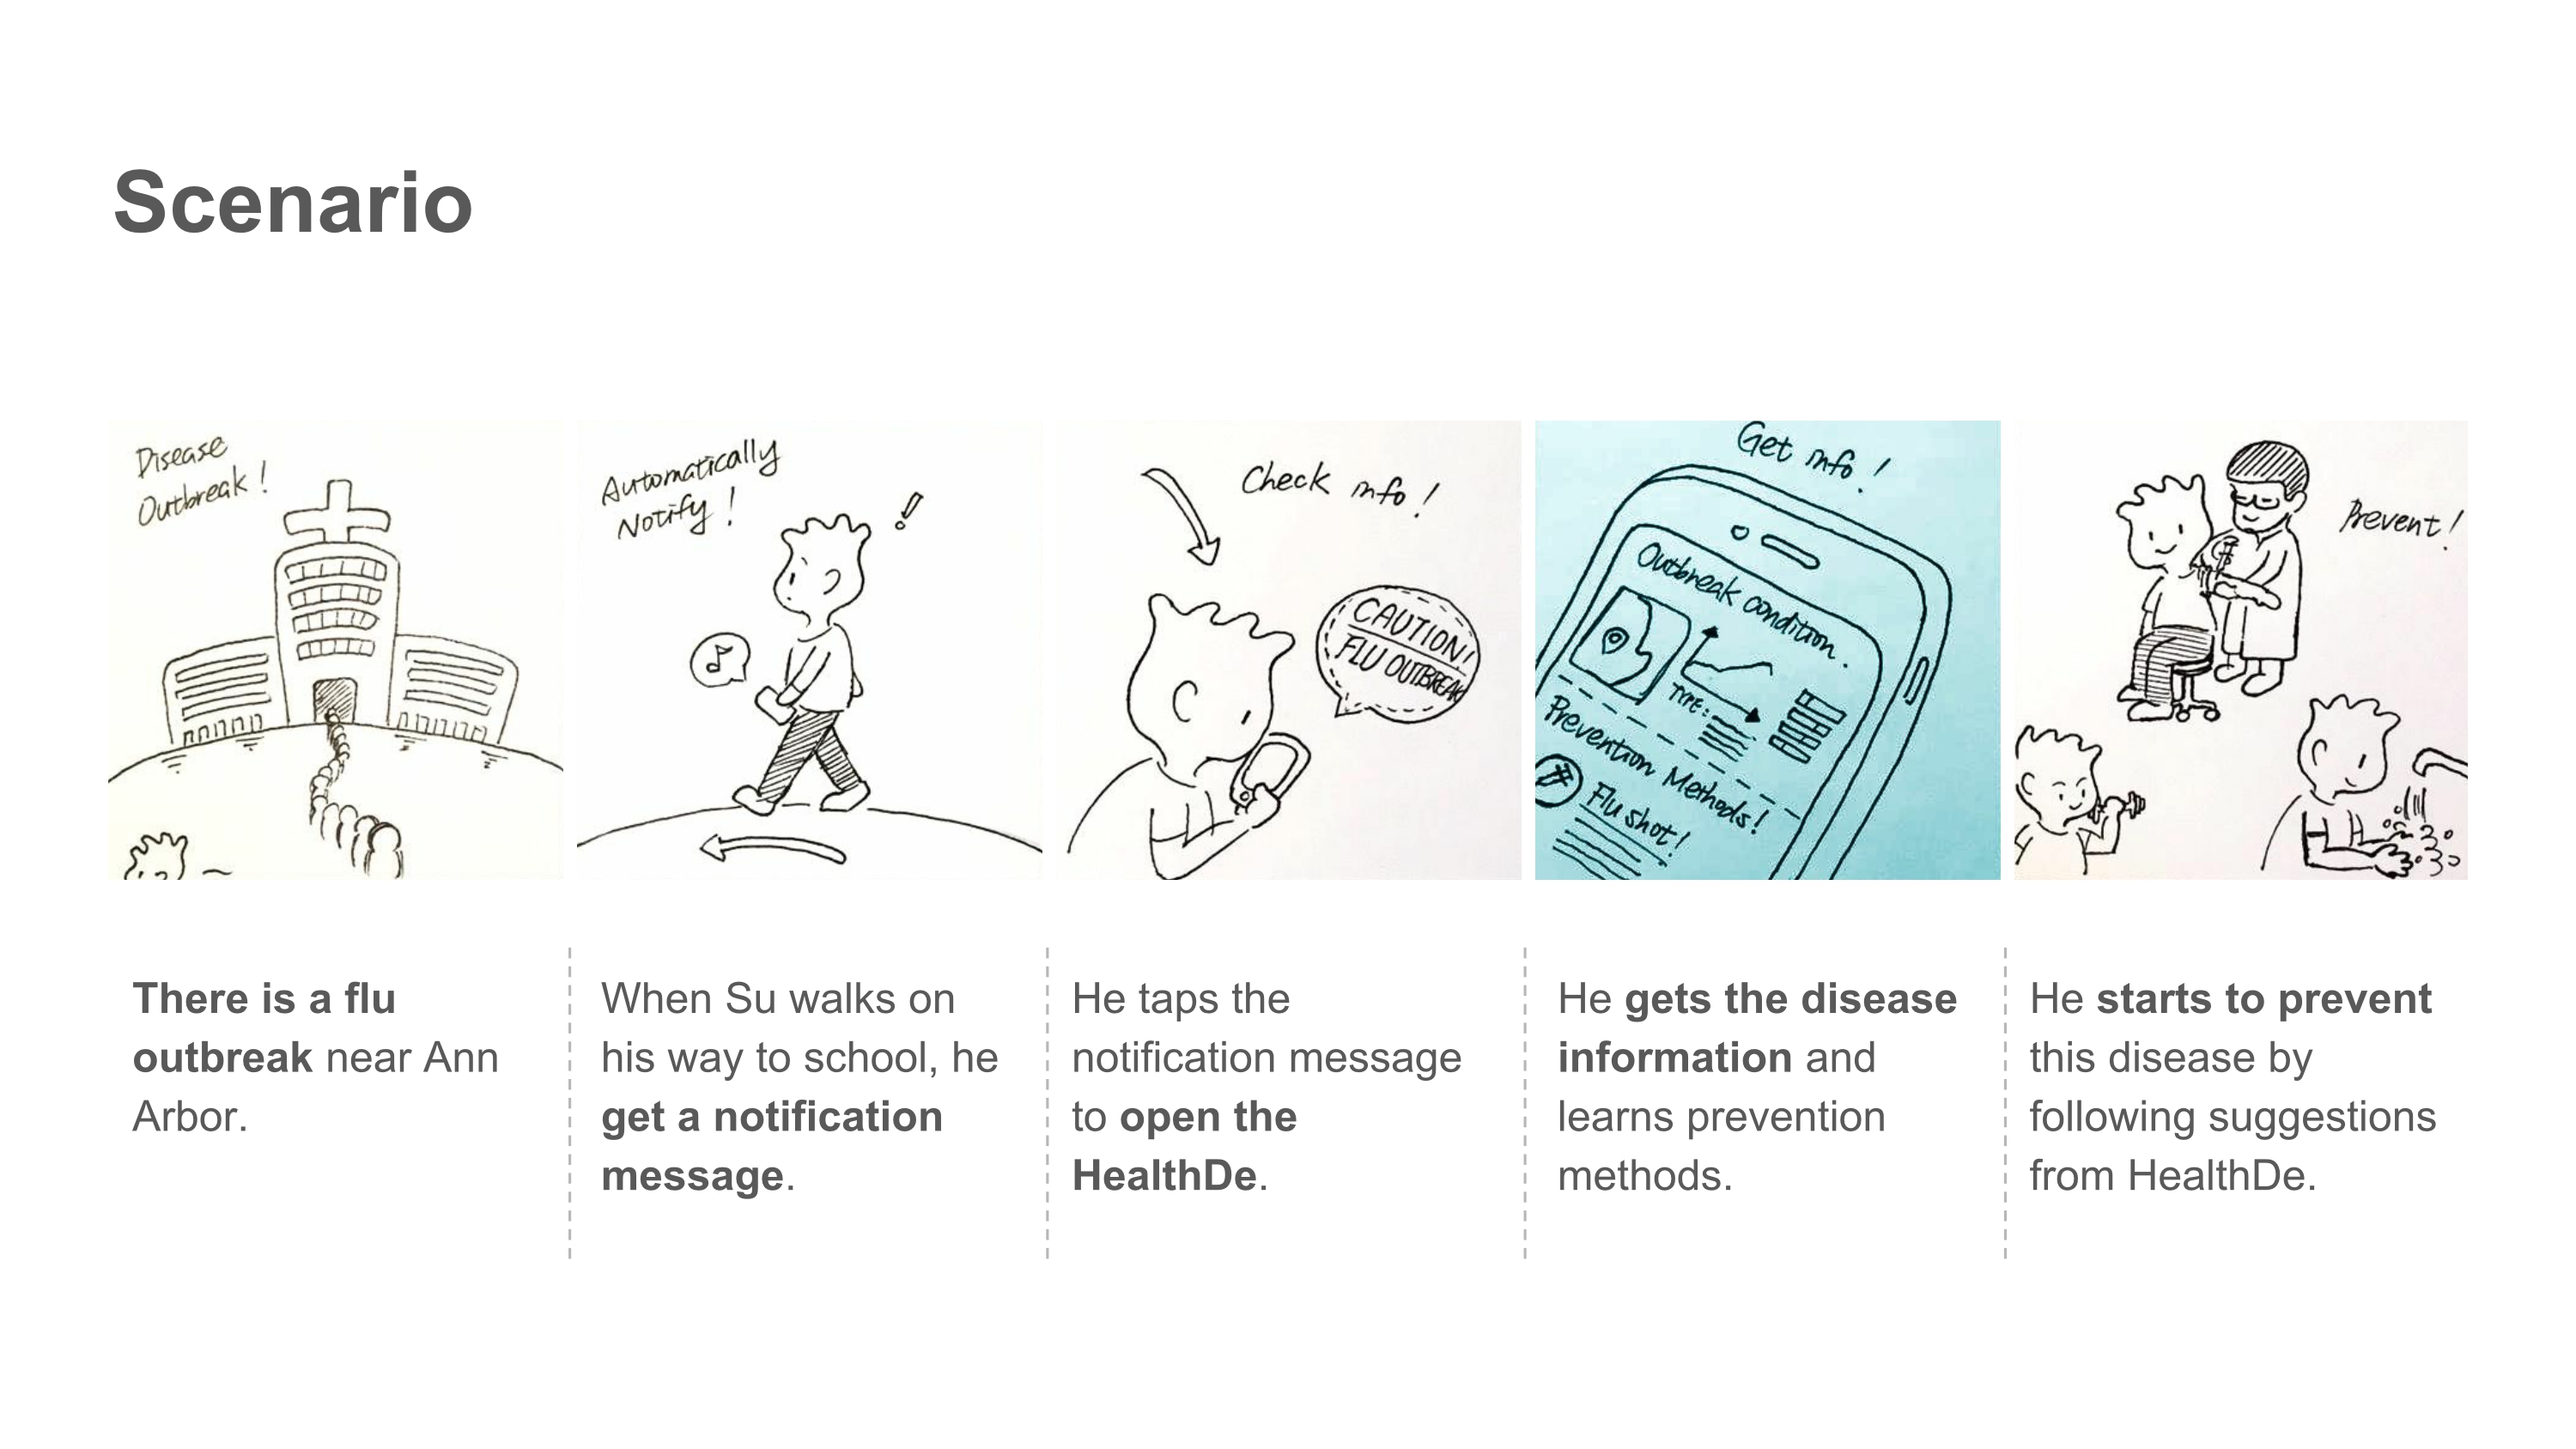 Scenario
Disease
Outbreak !
Automatically
Notify !
!
Check info !
CAUTION!
FLU OUTBREAK
Get info !
Outbreak condition.
TYPE:
Prevention Methods!
Flu shot!
Prevent !
There is a flu
outbreak near Ann
Arbor.
When Su walks on
his way to school, he
get a notification
message.
He taps the
notification message
to open the
HealthDe.
He gets the disease
information and
learns prevention
methods.
He starts to prevent
this disease by
following suggestions
from HealthDe.